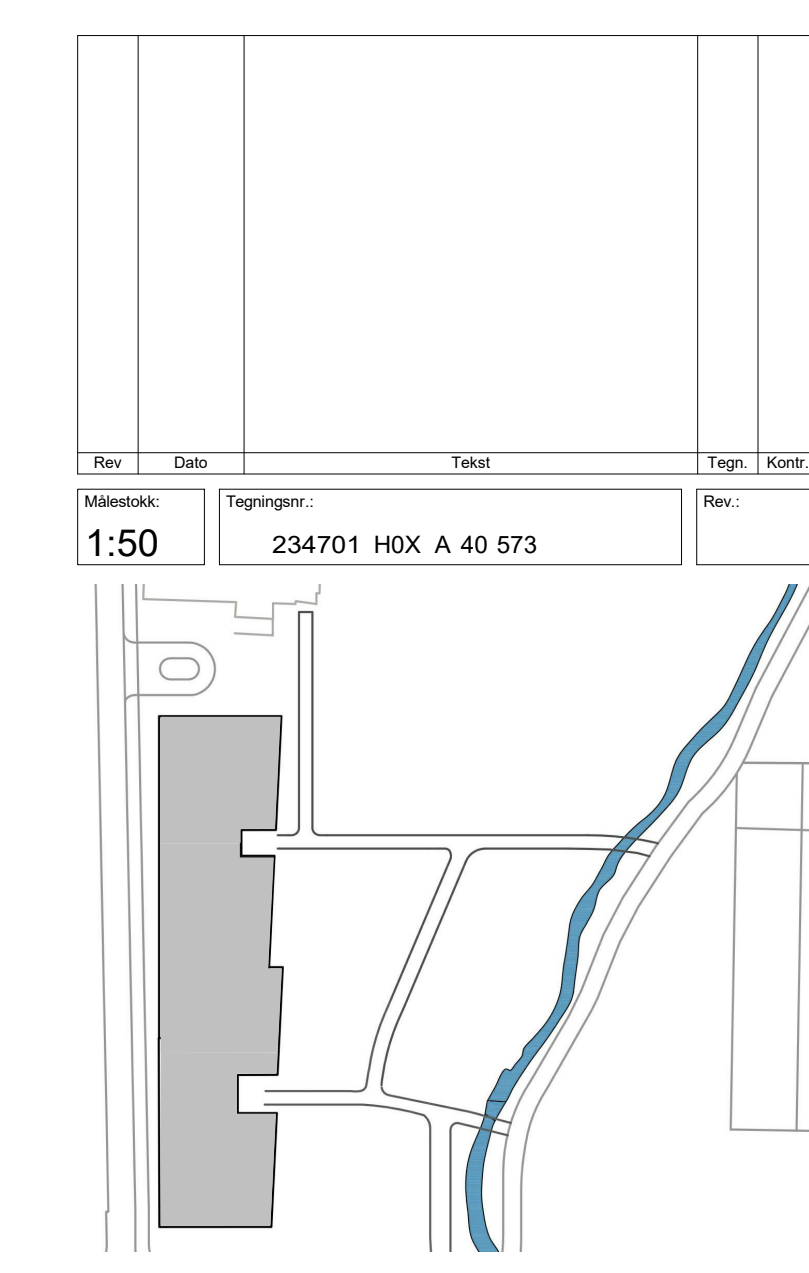 Rev Dato Tekst Tegn. Kontr.
Målestokk: Tegningsnr.: Rev.:
1:50 234701 H0X A 40 573